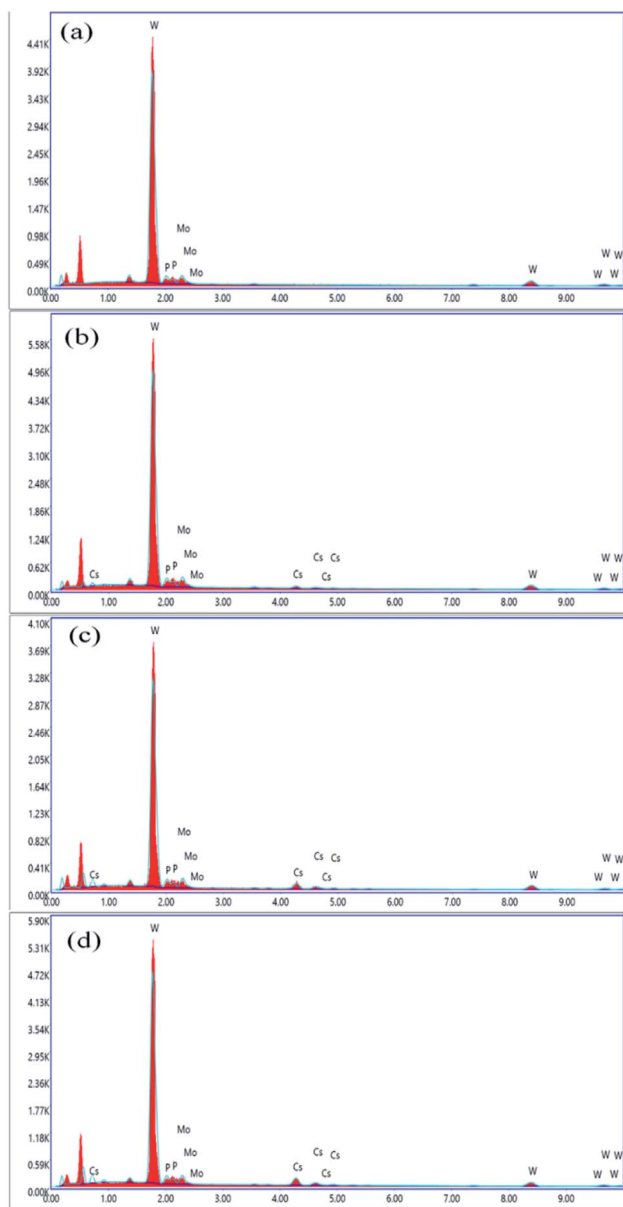 (a)
W
4.41K
3.92K
3.43K
2.94K
2.45K
1.96K
1.47K
0.98K
0.49K
0.00K
Mo
Mo
P P
Mo
W
W W
W W
0.00 1.00 2.00 3.00 4.00 5.00 6.00 7.00 8.00 9.00
(b)
W
5.58K
4.96K
4.34K
3.72K
3.10K
2.48K
1.86K
1.24K
0.62K
0.00K
Mo
Mo
Cs P P
Mo
Cs Cs
Cs Cs
W
W W
W W
0.00 1.00 2.00 3.00 4.00 5.00 6.00 7.00 8.00 9.00
(c)
W
4.10K
3.69K
3.28K
2.87K
2.46K
2.05K
1.64K
1.23K
0.82K
0.41K
0.00K
Mo
Mo
Cs P P
Mo
Cs Cs
Cs Cs
W
W W
W W
0.00 1.00 2.00 3.00 4.00 5.00 6.00 7.00 8.00 9.00
(d)
W
5.90K
5.31K
4.72K
4.13K
3.54K
2.95K
2.36K
1.77K
1.18K
0.59K
0.00K
Mo
Mo
Cs P P
Mo
Cs Cs
Cs Cs
W
W W
W W
0.00 1.00 2.00 3.00 4.00 5.00 6.00 7.00 8.00 9.00